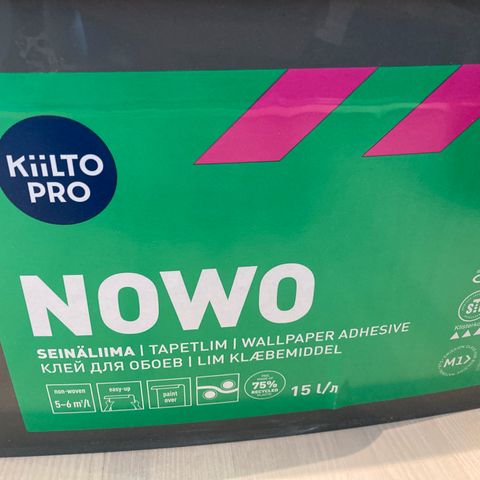 KiiLTO
PRO
NOWO
SEINÄLIIMA | TAPETLIM | WALLPAPER ADHESIVE
КЛЕЙ ДЛЯ ОБОЕВ | LIM KLÆBEMIDDEL
non-woven
5–6 m²/l
easy-up
paint
over
75%
RECYCLED
15 l/л
M1